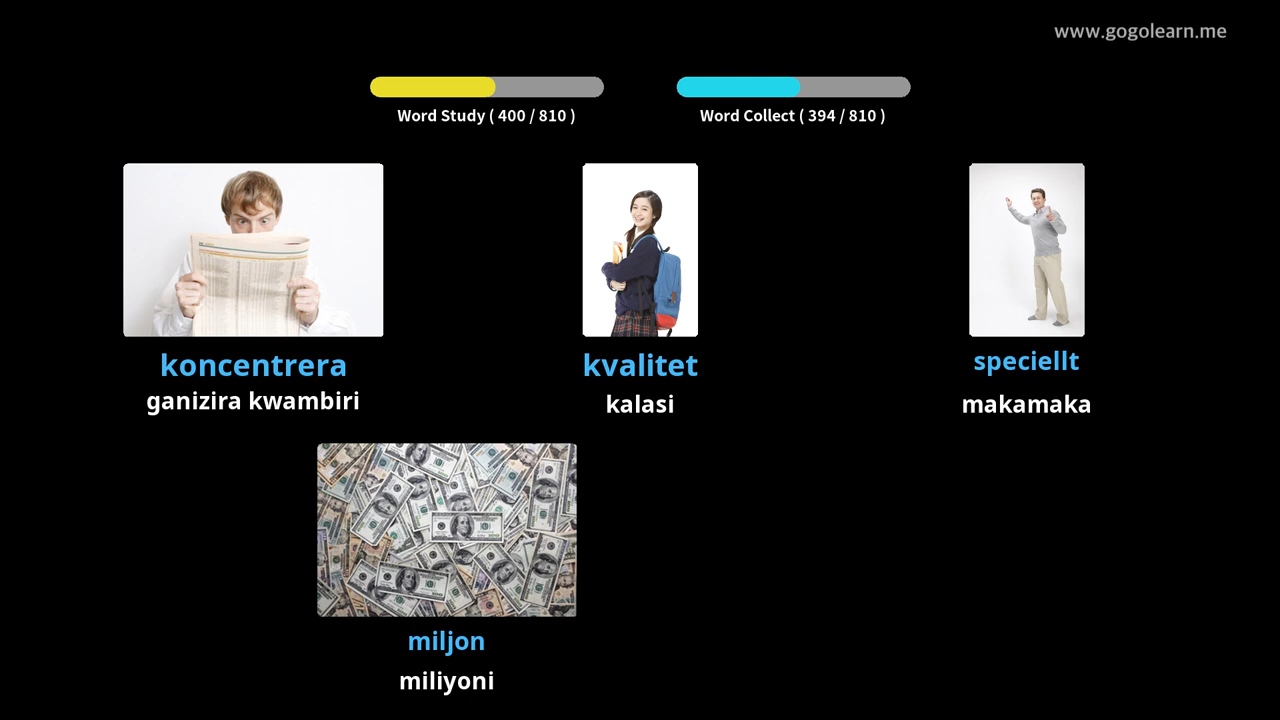 www.gogolearn.me
Word Study ( 400 / 810 )
Word Collect ( 394 / 810 )
koncentrera
ganizira kwambiri
kvalitet
kalasi
speciellt
makamaka
miljon
miliyoni